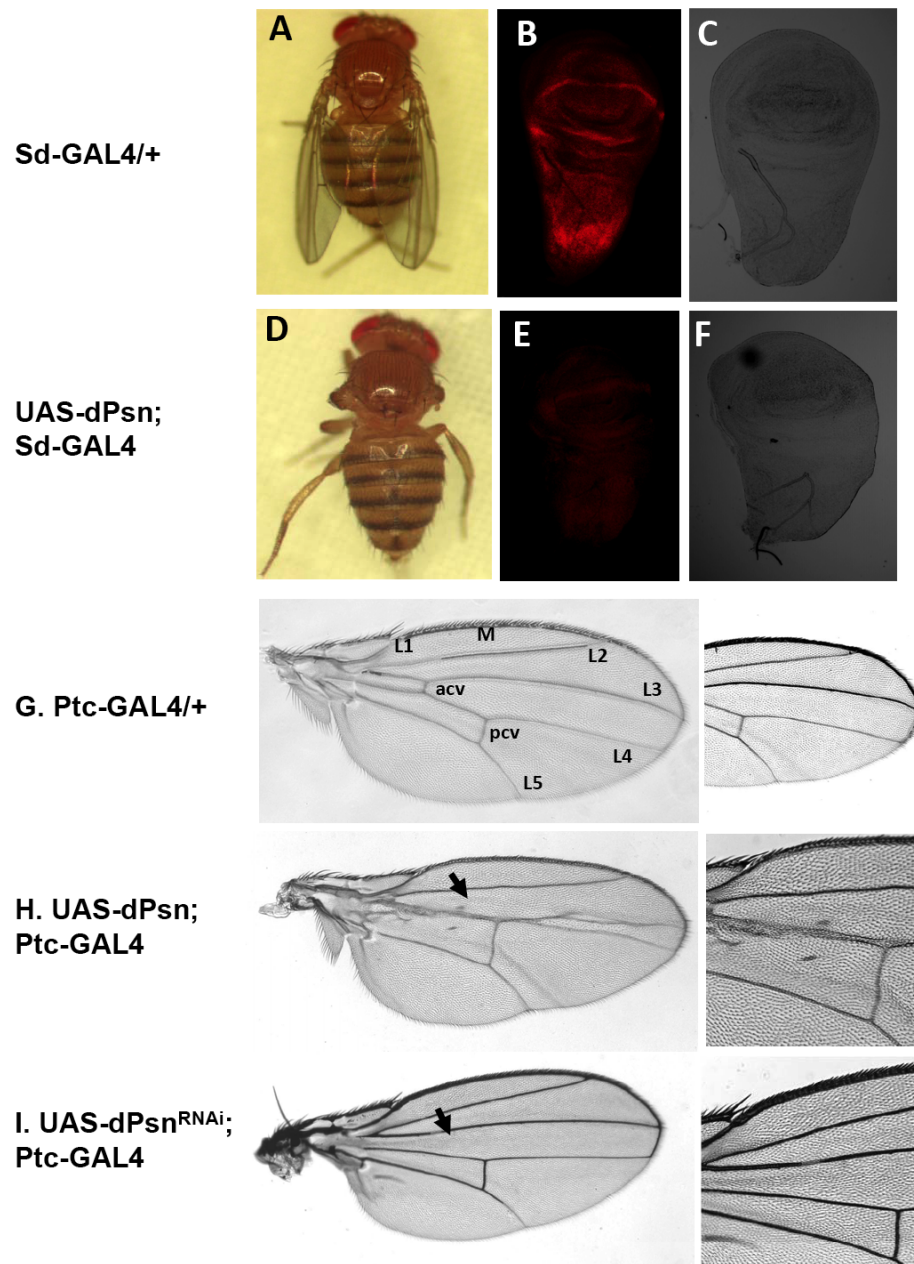 A
B
C
Sd-GAL4/+
D
E
F
UAS-dPsn;
Sd-GAL4
L1
M
L2
L3
acv
G. Ptc-GAL4/+
pcv
L4
L5
H. UAS-dPsn;
Ptc-GAL4
I. UAS-dPsnRNAi;
Ptc-GAL4